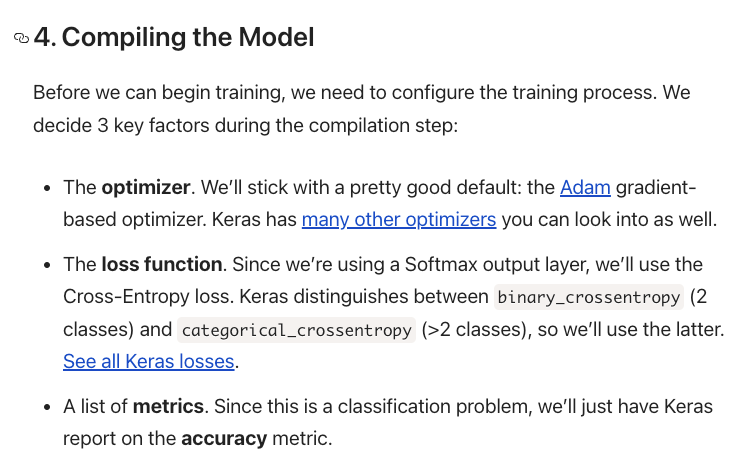 4. Compiling the Model
Before we can begin training, we need to configure the training process. We
decide 3 key factors during the compilation step:
• The optimizer. We’ll stick with a pretty good default: the Adam gradient-
based optimizer. Keras has many other optimizers you can look into as well.
• The loss function. Since we’re using a Softmax output layer, we’ll use the
Cross-Entropy loss. Keras distinguishes between binary_crossentropy (2
classes) and categorical_crossentropy (>2 classes), so we’ll use the latter.
See all Keras losses.
• A list of metrics. Since this is a classification problem, we’ll just have Keras
report on the accuracy metric.